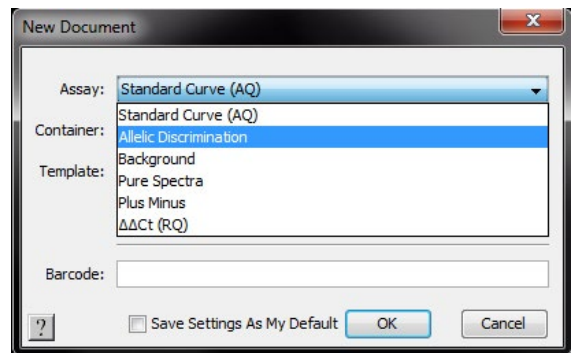 New Document
Assay: Standard Curve (AQ)
Standard Curve (AQ)
Container: Allelic Discrimination
Background
Template: Pure Spectra
Plus Minus
ΔΔCt (RQ)
Barcode:
? Save Settings As My Default OK Cancel